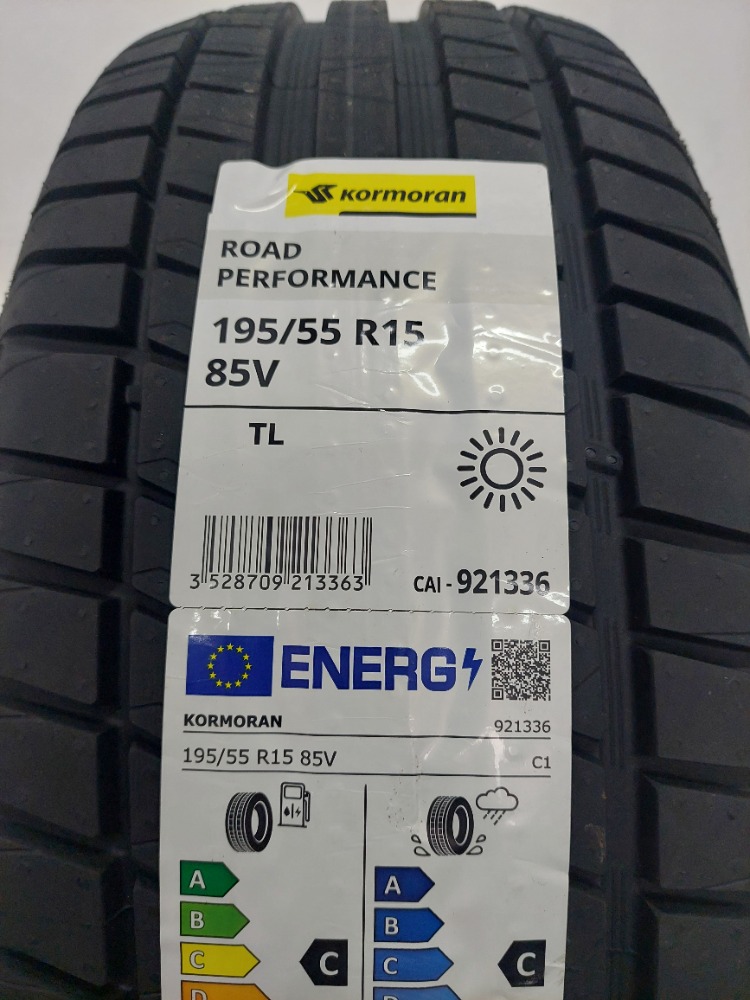 kormoran
ROAD
PERFORMANCE
195/55 R15
85V
TL
3 528709 213363
CAI - 921336
ENERG
KORMORAN 921336
195/55 R15 85V C1
A A
B B
C C C C
D